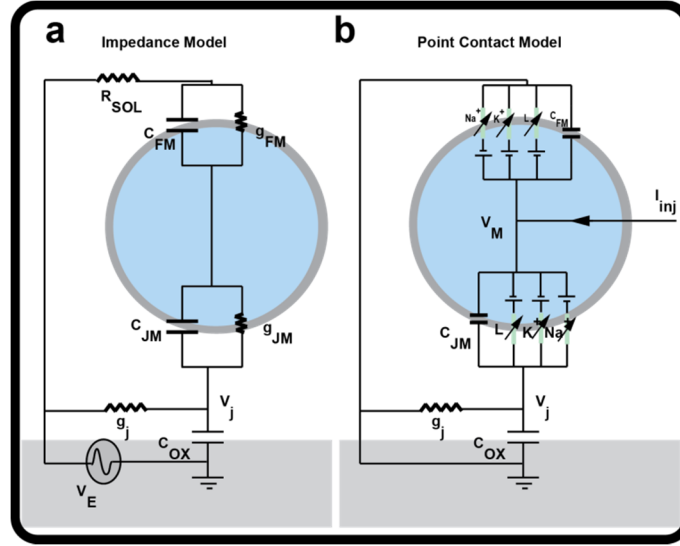 a
Impedance Model
R SOL
C FM
g FM
C JM
g JM
V j
g j
C OX
V E
b
Point Contact Model
Na+
K+
L
C FM
V M
I inj
C JM
L
K+
Na+
V j
g j
C OX